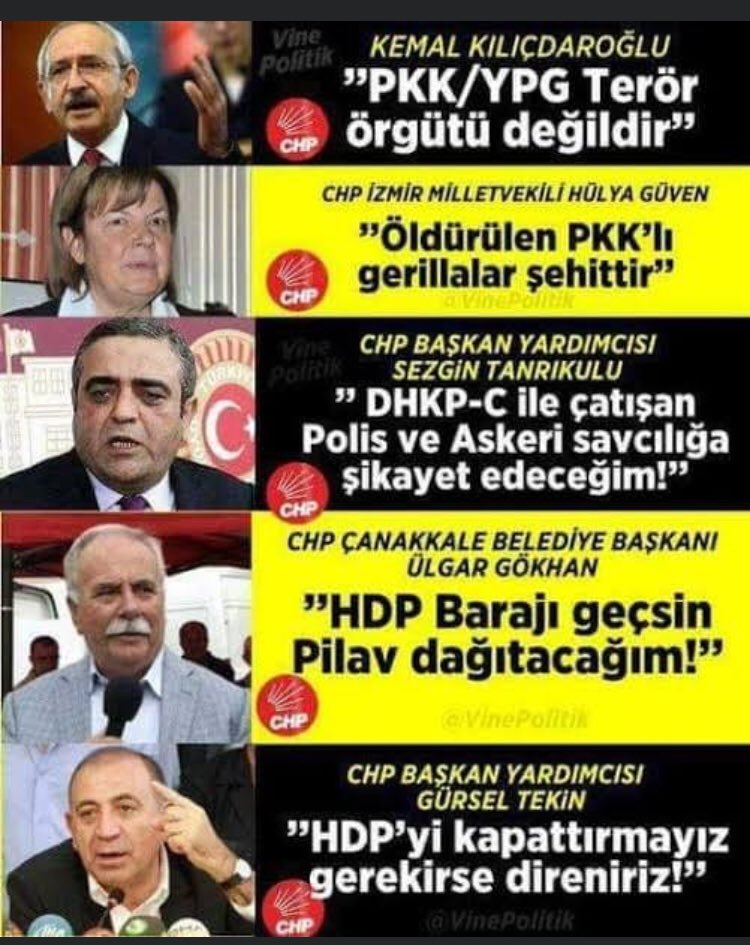 Vine
Politik
KEMAL KILIÇDAROĞLU
"PKK/YPG Terör
örgütü değildir"
CHP
CHP İZMİR MİLLETVEKİLİ HÜLYA GÜVEN
"Öldürülen PKK'lı
gerillalar şehittir"
CHP
@VinePolitik
Vine
Politik
CHP BAŞKAN YARDIMCISI
SEZGİN TANRIKULU
" DHKP-C ile çatışan
Polis ve Askeri savcılığa
şikayet edeceğim!"
CHP
CHP ÇANAKKALE BELEDİYE BAŞKANI
ÜLGAR GÖKHAN
"HDP Barajı geçsin
Pilav dağıtacağım!"
CHP
@VinePolitik
CHP BAŞKAN YARDIMCISI
GÜRSEL TEKİN
"HDP'yi kapattırmayız
gerekirse direniriz!"
CHP
@VinePolitik